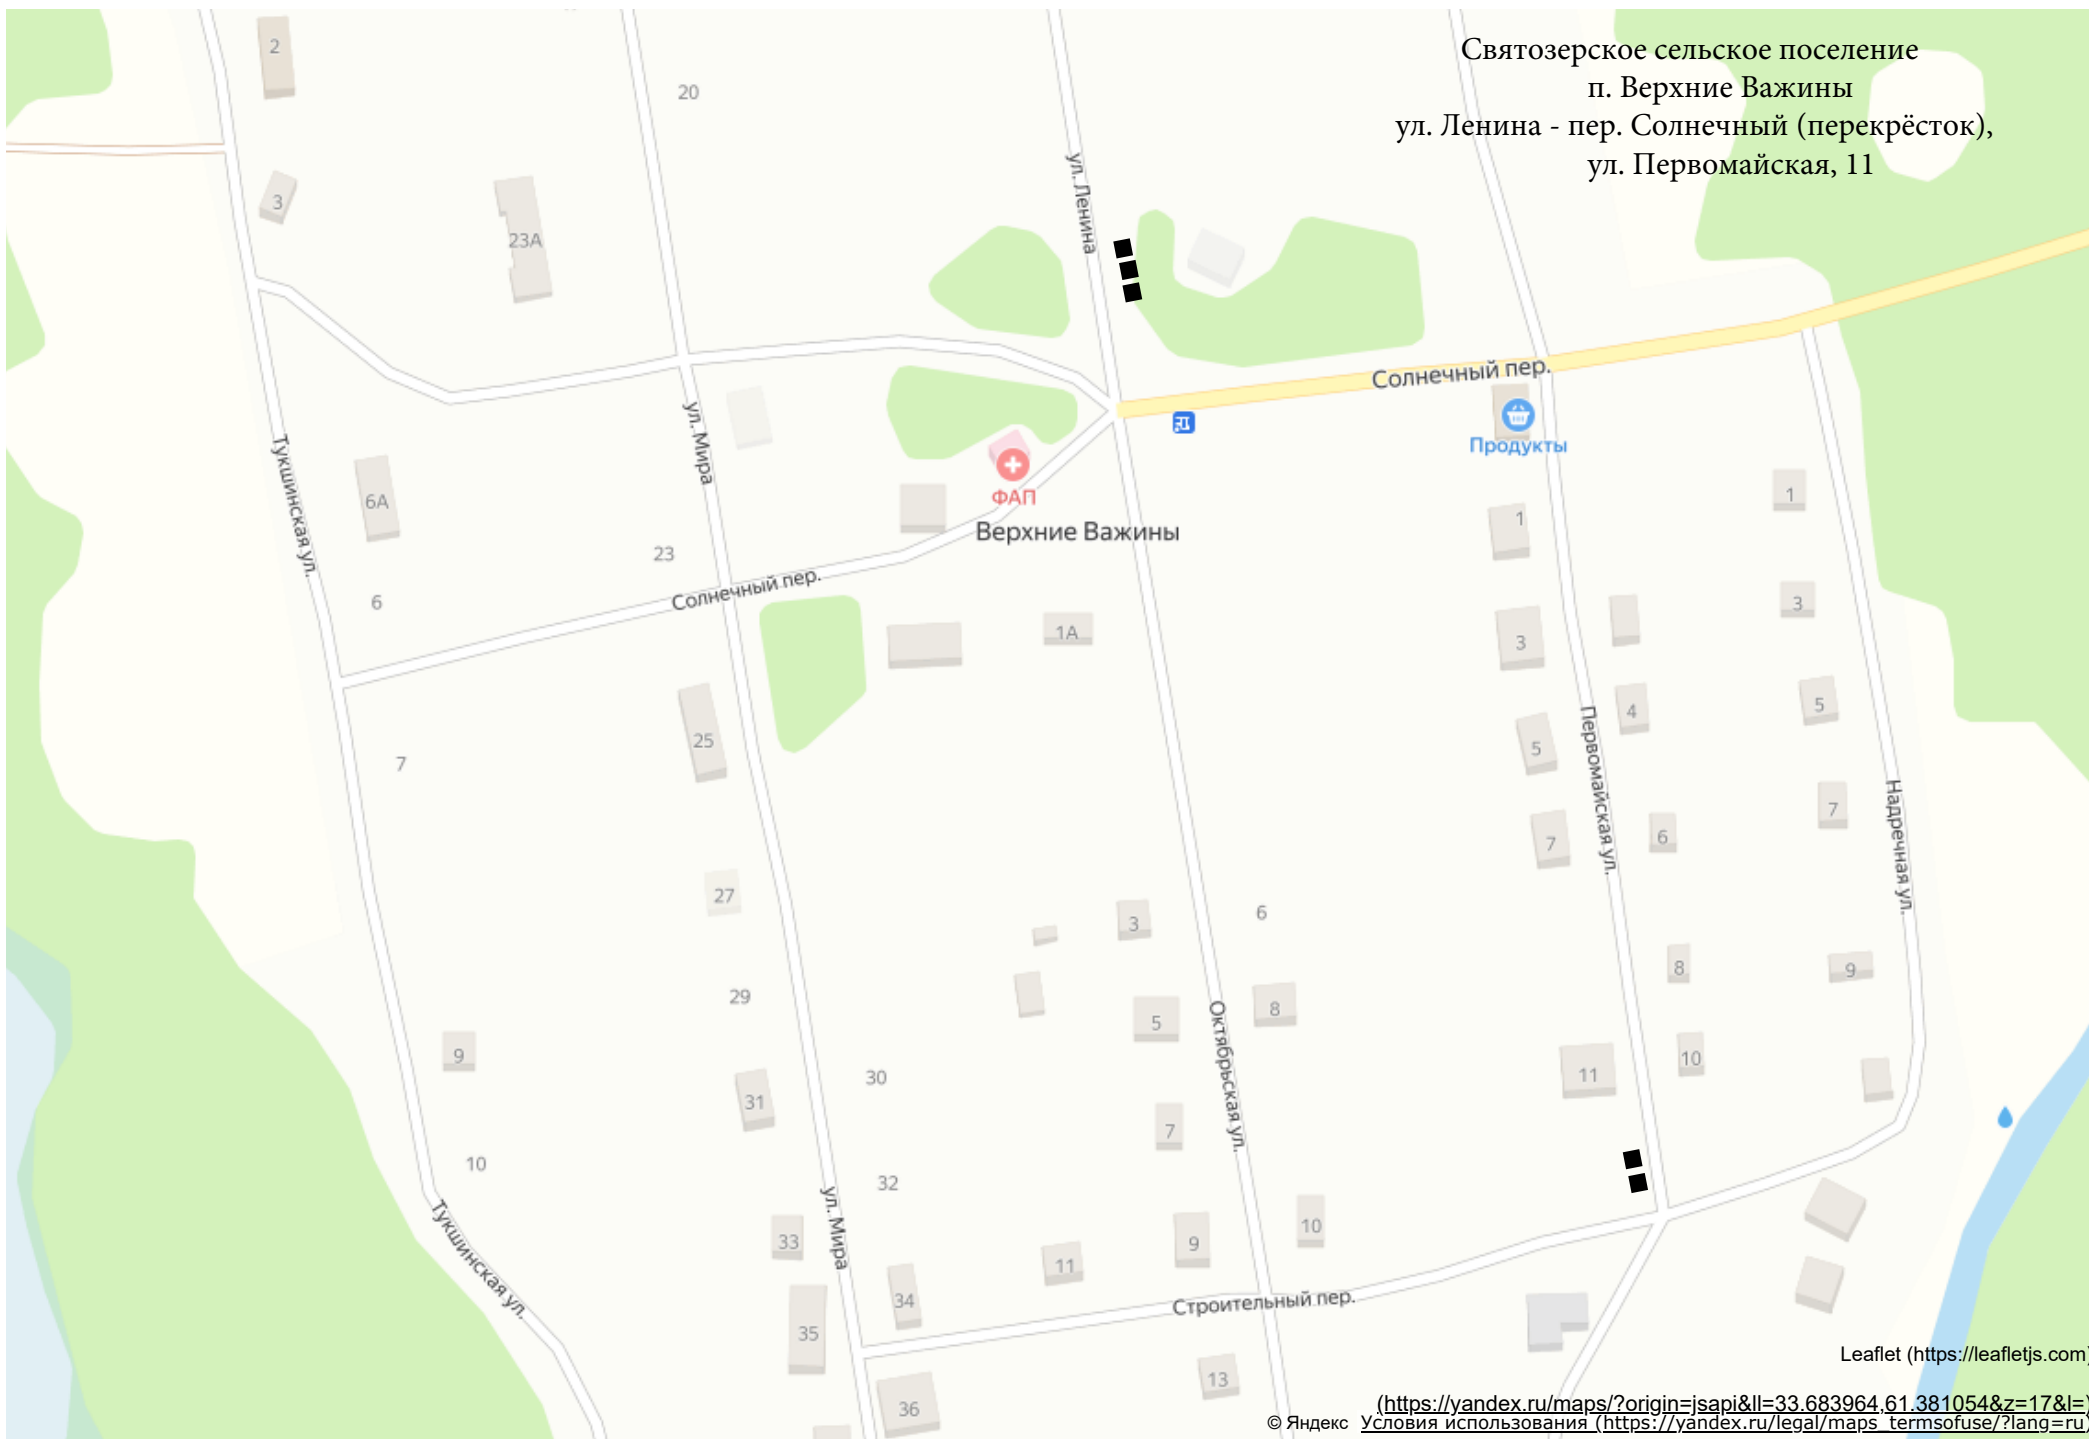 Святозерское сельское поселение
п. Верхние Важины
ул. Ленина - пер. Солнечный (перекрёсток),
ул. Первомайская, 11
2
20
3
23А
ул. Ленина
Солнечный пер.
Продукты
ул. Мира
Тукшинская ул.
6А
ФАП
Верхние Важины
1
1
23
Солнечный пер.
6
1А
3
3
4
5
25
5
7
Первомайская ул.
7
6
7
Надречная ул.
27
3
6
8
9
29
5
8
Октябрьская ул.
9
30
31
11
10
7
10
32
ул. Мира
Тукшинская ул.
33
9
10
11
34
35
Строительный пер.
13
36
Leaflet (https://leafletjs.com)
(https://yandex.ru/maps/?origin=jsapi&ll=33.683964,61.381054&z=17&l=)
© Яндекс Условия использования (https://yandex.ru/legal/maps_termsofuse/?lang=ru)